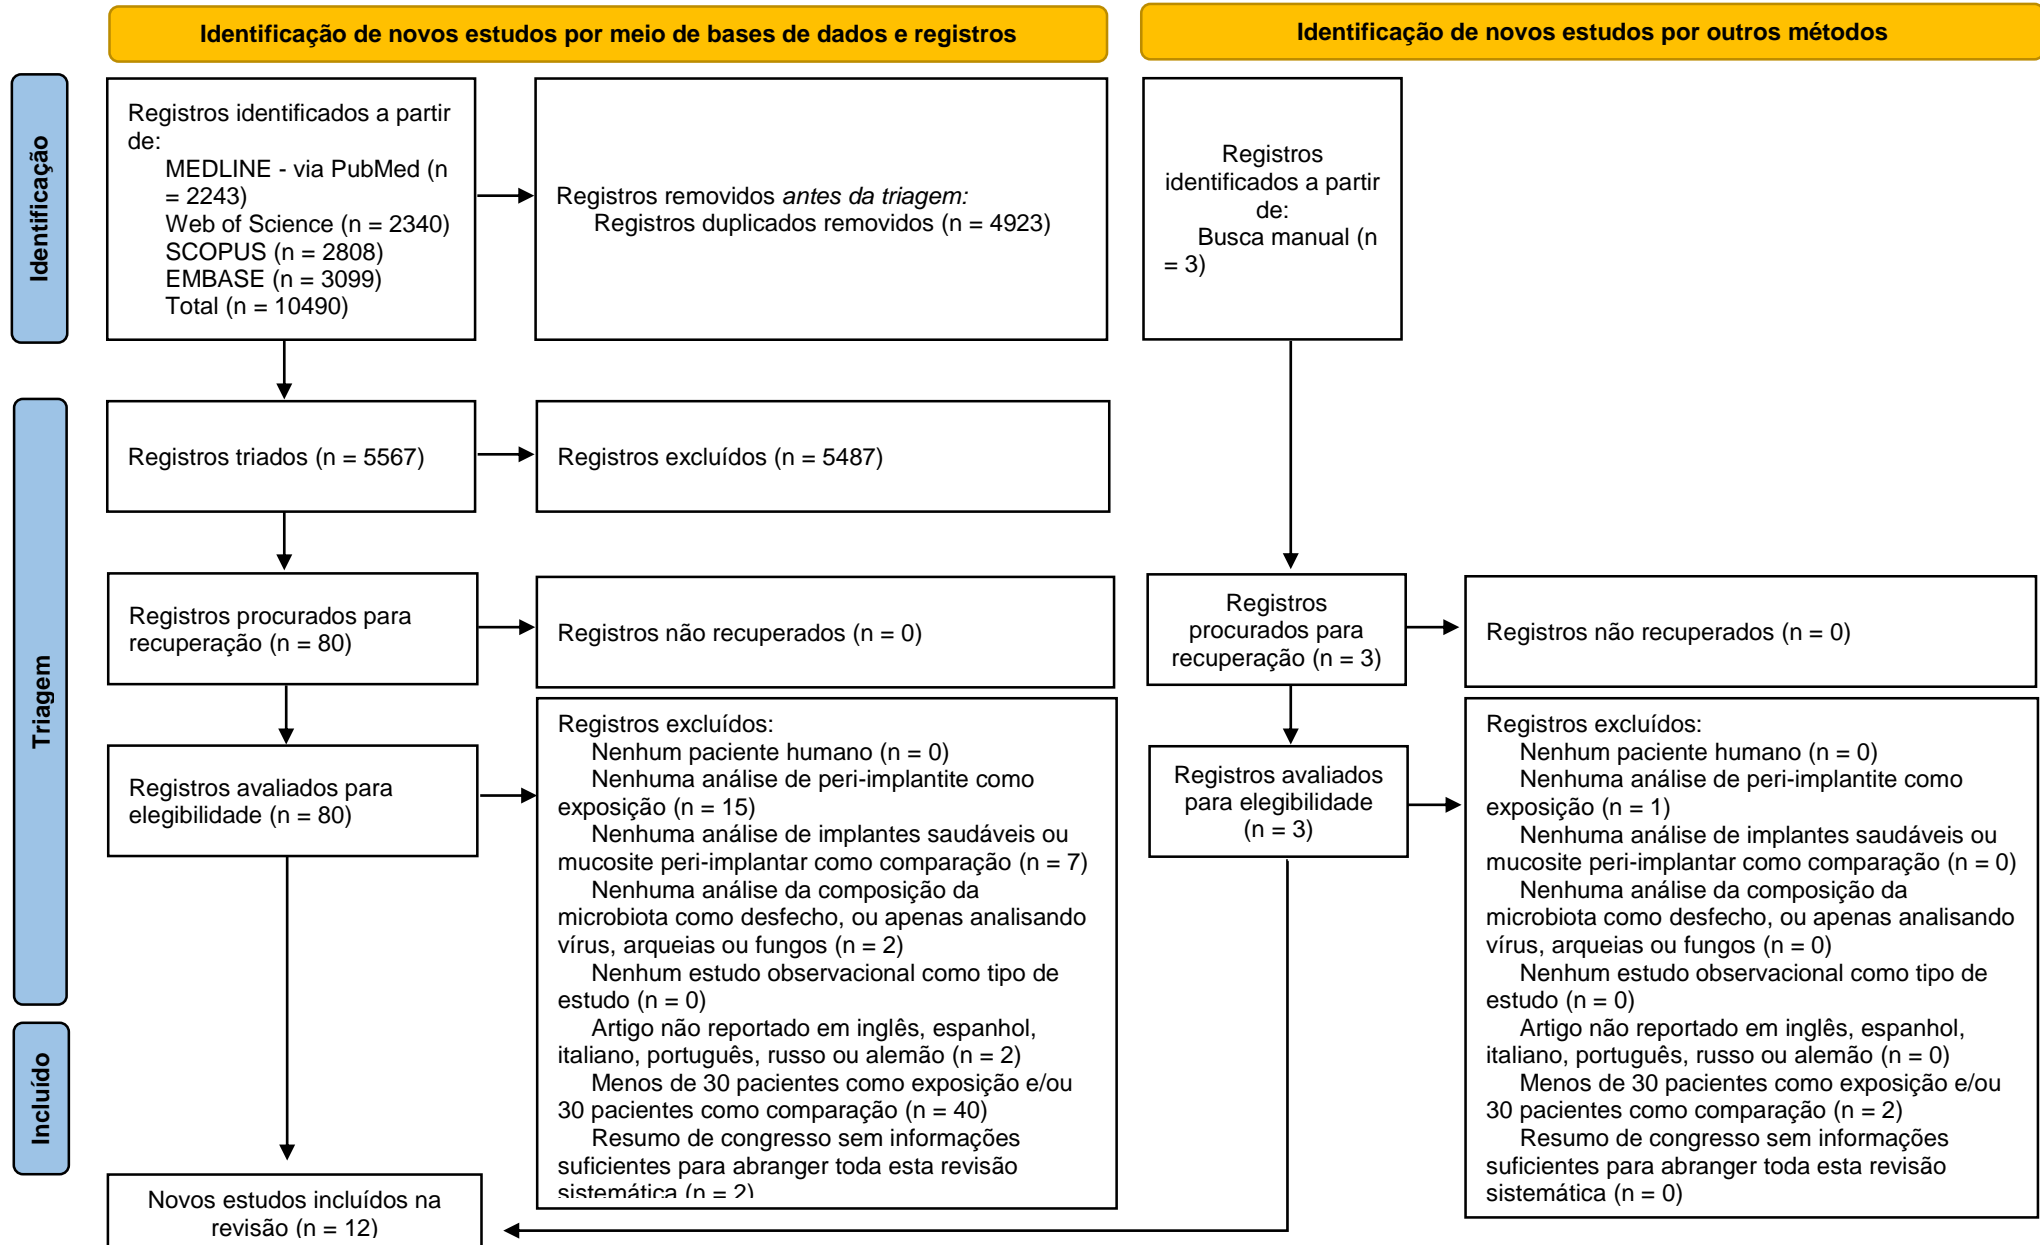 Identificação de novos estudos por meio de bases de dados e registros
Identificação de novos estudos por outros métodos
Identificação
Registros identificados a partir
de:
MEDLINE - via PubMed (n
= 2243)
Web of Science (n = 2340)
SCOPUS (n = 2808)
EMBASE (n = 3099)
Total (n = 10490)
Registros removidos antes da triagem:
Registros duplicados removidos (n = 4923)
Registros
identificados a partir
de:
Busca manual (n
= 3)
Triagem
Registros triados (n = 5567)
Registros excluídos (n = 5487)
Registros procurados para
recuperação (n = 80)
Registros não recuperados (n = 0)
Registros
procurados para
recuperação (n = 3)
Registros não recuperados (n = 0)
Registros avaliados para
elegibilidade (n = 80)
Registros excluídos:
Nenhum paciente humano (n = 0)
Nenhuma análise de peri-implantite como
exposição (n = 15)
Nenhuma análise de implantes saudáveis ou
mucosite peri-implantar como comparação (n = 7)
Nenhuma análise da composição da
microbiota como desfecho, ou apenas analisando
vírus, arqueias ou fungos (n = 2)
Nenhum estudo observacional como tipo de
estudo (n = 0)
Artigo não reportado em inglês, espanhol,
italiano, português, russo ou alemão (n = 2)
Menos de 30 pacientes como exposição e/ou
30 pacientes como comparação (n = 40)
Resumo de congresso sem informações
suficientes para abranger toda esta revisão
sistemática (n = 2)
Registros avaliados
para elegibilidade
(n = 3)
Registros excluídos:
Nenhum paciente humano (n = 0)
Nenhuma análise de peri-implantite como
exposição (n = 1)
Nenhuma análise de implantes saudáveis ou
mucosite peri-implantar como comparação (n = 0)
Nenhuma análise da composição da
microbiota como desfecho, ou apenas analisando
vírus, arqueias ou fungos (n = 0)
Nenhum estudo observacional como tipo de
estudo (n = 0)
Artigo não reportado em inglês, espanhol,
italiano, português, russo ou alemão (n = 0)
Menos de 30 pacientes como exposição e/ou
30 pacientes como comparação (n = 2)
Resumo de congresso sem informações
suficientes para abranger toda esta revisão
sistemática (n = 0)
Incluído
Novos estudos incluídos na
revisão (n = 12)